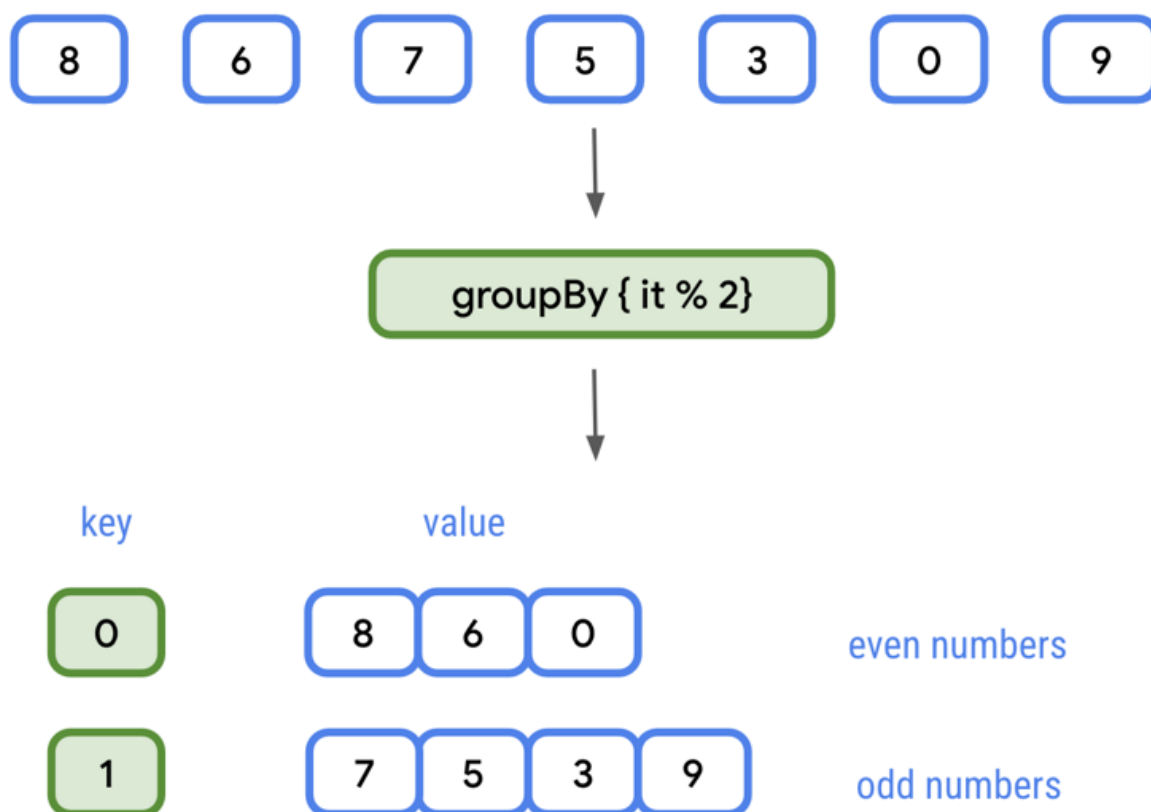 8 6 7 5 3 0 9
groupBy { it % 2}
key value
0 8 6 0 even numbers
1 7 5 3 9 odd numbers